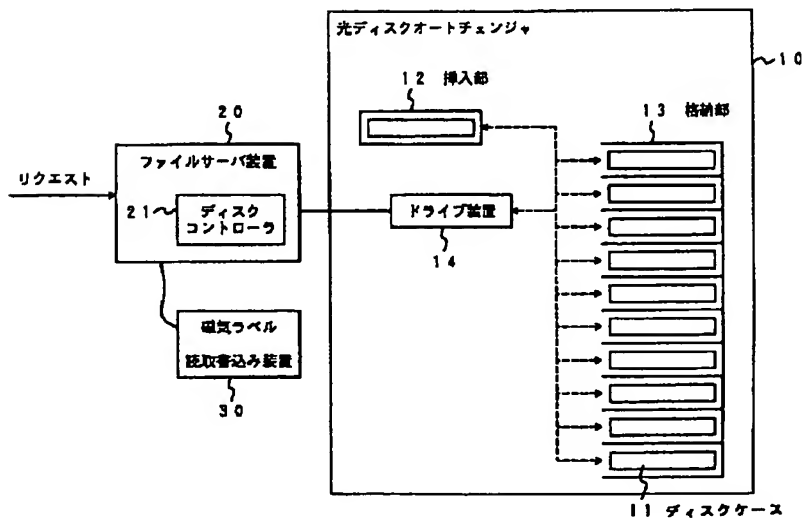 光ディスクオートチェンジャ
10
12 挿入部
13 格納部
20
ファイルサーバ装置
リクエスト
21
ディスク
コントローラ
ドライブ装置
14
磁気ラベル
読取書込み装置
30
11 ディスクケース